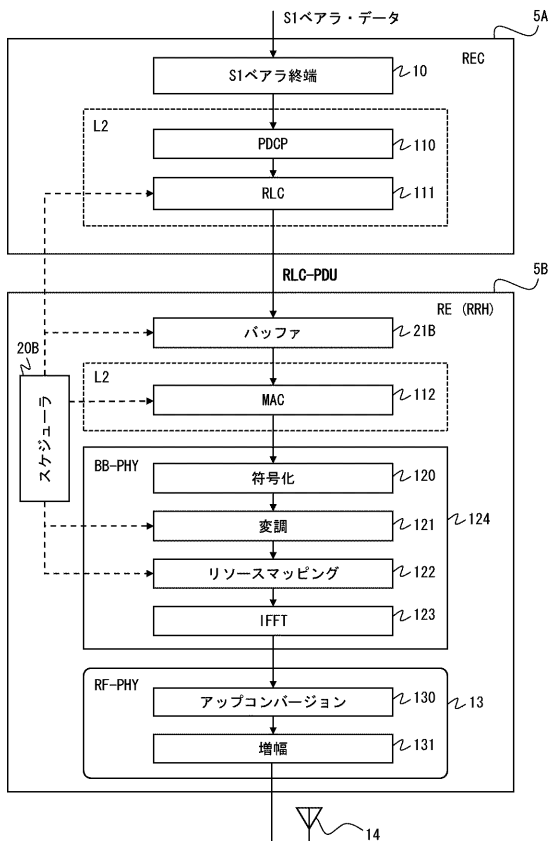 S1ベアラ・データ
5A
REC
S1ベアラ終端
10
L2
PDCP
110
RLC
111
RLC-PDU
5B
RE (RRH)
バッファ
21B
20B
スケジューラ
L2
MAC
112
BB-PHY
符号化
120
変調
121
124
リソースマッピング
122
IFFT
123
RF-PHY
アップコンバージョン
130
13
増幅
131
14